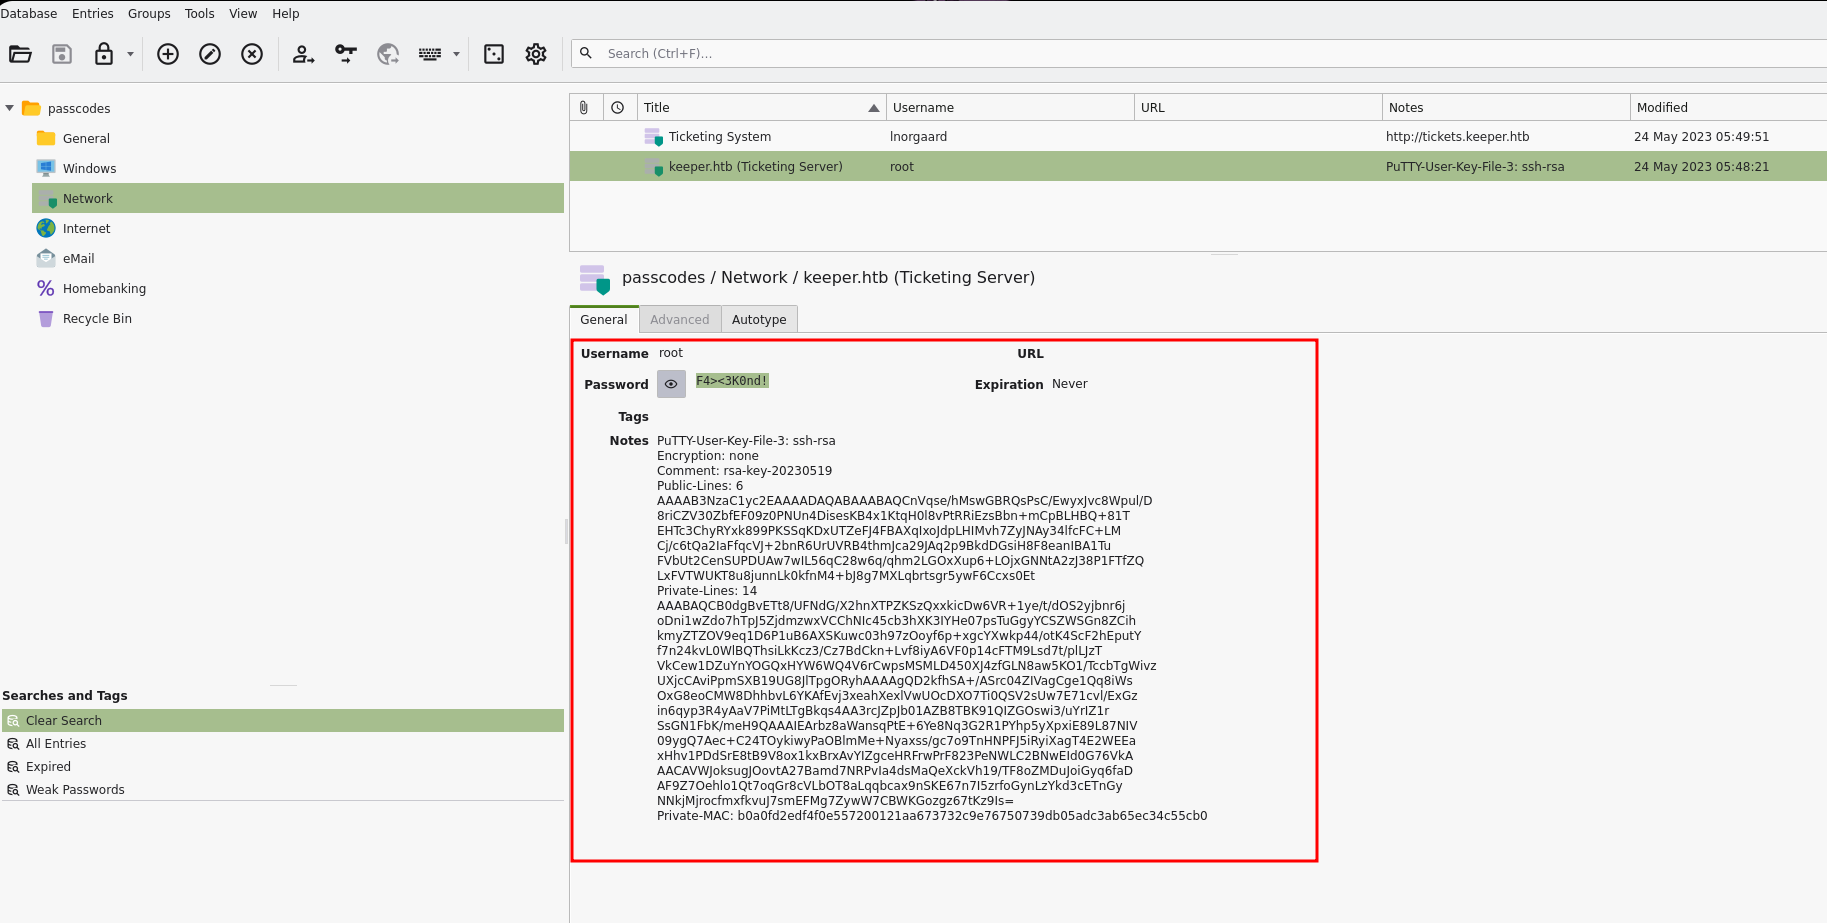 Database Entries Groups Tools View Help
Search (Ctrl+F)...
passcodes
General
Windows
Network
Internet
eMail
Homebanking
Recycle Bin
Searches and Tags
Clear Search
All Entries
Expired
Weak Passwords
Title Username URL Notes Modified
Ticketing System lnorgaard http://tickets.keeper.htb 24 May 2023 05:49:51
keeper.htb (Ticketing Server) root PuTTY-User-Key-File-3: ssh-rsa 24 May 2023 05:48:21
passcodes / Network / keeper.htb (Ticketing Server)
General Advanced Autotype
Username root URL
Password F4><3K0nd! Expiration Never
Tags
Notes PuTTY-User-Key-File-3: ssh-rsa
Encryption: none
Comment: rsa-key-20230519
Public-Lines: 6
AAAAB3NzaC1yc2EAAAADAQABAAABAQCnVqse/hMswGBRQsPsC/EwyxJvc8Wpul/D
8riCZV30ZbfEF09z0PNUn4DisesKB4x1KtqH0l8vPtRRiEzsBbn+mCpBLHBQ+81T
EHTc3ChyRYxk899PKSSqKDxUTZeFJ4FBAXqIxoJdpLHIMvh7ZyJNAy34lfcFC+LM
Cj/c6tQa2IaFfqcVJ+2bnR6UrUVRB4thmJca29JAq2p9BkdDGsiH8F8eanIBA1Tu
FVbUt2CenSUPDUAw7wIL56qC28w6q/qhm2LGOxXup6+LOjxGNNtA2zJ38P1FTfZQ
LxFVTWUKT8u8junnLk0kfnM4+bJ8g7MXLqbrtsgr5ywF6Ccxs0Et
Private-Lines: 14
AAABAQCB0dgBvETt8/UFNdG/X2hnXTPZKSzQxxkicDw6VR+1ye/t/dOS2yjbnr6j
oDni1wZdo7hTpJ5ZjdmzwxVCChNIc45cb3hXK3IYHe07psTuGgyYCSZWSGn8ZCih
kmyZTZOV9eq1D6P1uB6AXSKuwc03h97zOoyf6p+xgcYXwkp44/otK4ScF2hEputY
f7n24kvL0WlBQThsiLkKcz3/Cz7BdCkn+Lvf8iyA6VF0p14cFTM9Lsd7t/plLJzT
VkCew1DZuYnYOGQxHYW6WQ4V6rCwpsMSMLD450XJ4zfGLN8aw5KO1/TccbTgWivz
UXjcCAviPpmSXB19UG8JlTpgORyhAAAAgQD2kfhSA+/ASrc04ZIVagCge1Qq8iWs
OxG8eoCMW8DhhbvL6YKAfEvj3xeahXexlVwUOcDXO7Ti0QSV2sUw7E71cvl/ExGz
in6qyp3R4yAaV7PiMtLTgBkqs4AA3rcJZpJb01AZB8TBK91QIZGOswi3/uYrIZ1r
SsGN1FbK/meH9QAAAIEArbz8aWansqPtE+6Ye8Nq3G2R1PYhp5yXpxiE89L87NIV
09ygQ7Aec+C24TOykiwyPaOBlmMe+Nyaxss/gc7o9TnHNPFJ5iRyiXagT4E2WEEa
xHhv1PDdSrE8tB9V8ox1kxBrxAvYIZgceHRFrwPrF823PeNWLC2BNwEId0G76VkA
AACAVWJoksugJOovtA27Bamd7NRPvIa4dsMaQeXckVh19/TF8oZMDuJoiGyq6faD
AF9Z7Oehlo1Qt7oqGr8cVLbOT8aLqqbcax9nSKE67n7I5zrfoGynLzYkd3cETnGy
NNkjMjrocfmxfkvuJ7smEFMg7ZywW7CBWKGozgz67tKz9Is=
Private-MAC: b0a0fd2edf4f0e557200121aa673732c9e76750739db05adc3ab65ec34c55cb0